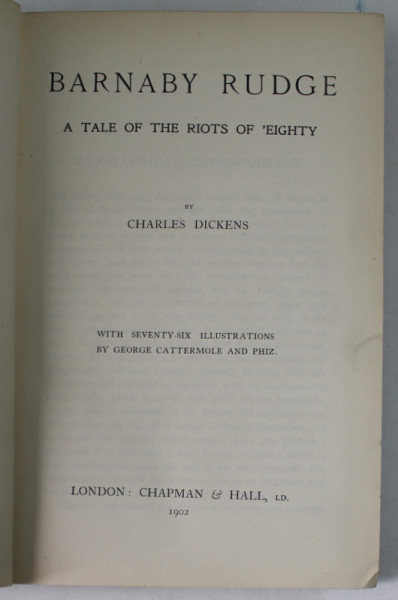 BARNABY RUDGE
A TALE OF THE RIOTS OF 'EIGHTY
BY
CHARLES DICKENS
WITH SEVENTY-SIX ILLUSTRATIONS
BY GEORGE CATTERMOLE AND PHIZ.
LONDON: CHAPMAN & HALL, LD.
1902